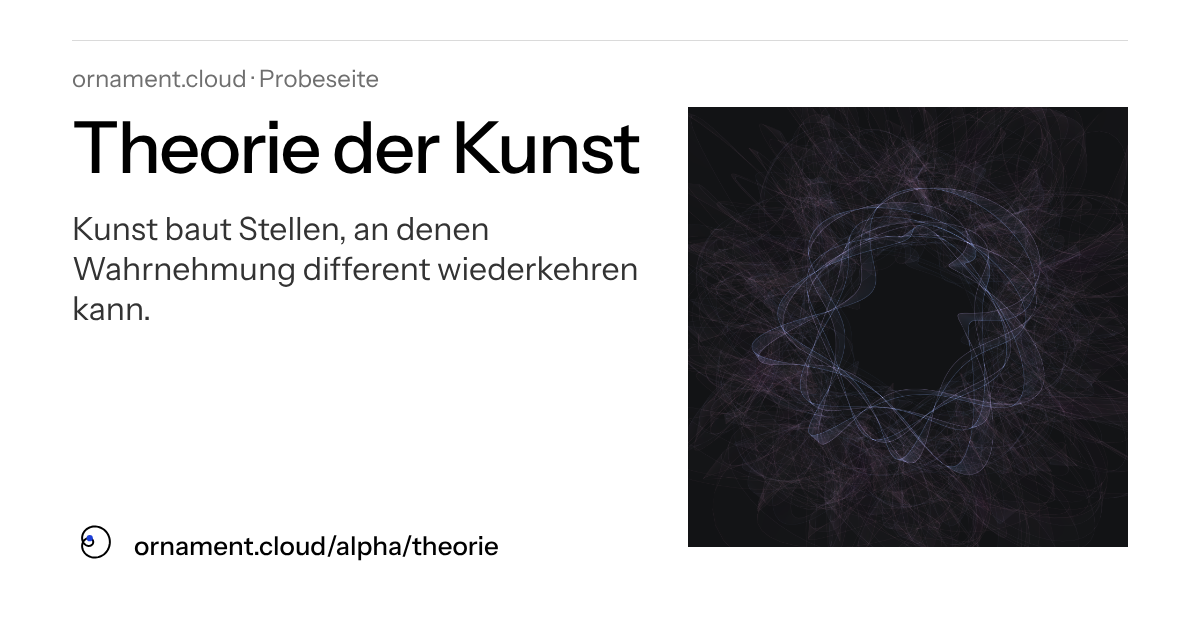 ornament.cloud · Probeseite
Theorie der Kunst
Kunst baut Stellen, an denen
Wahrnehmung different wiederkehren
kann.
ornament.cloud/alpha/theorie